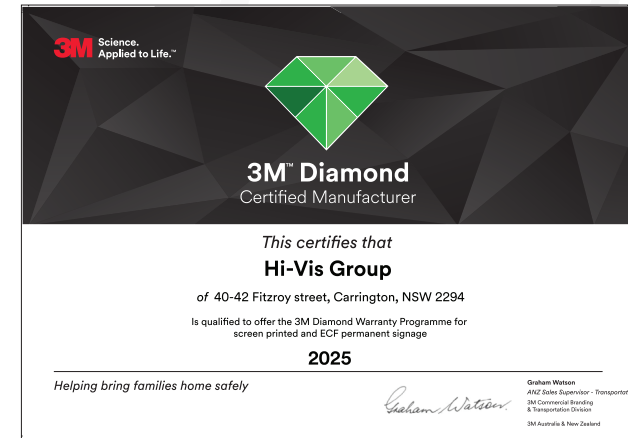 3M Science.
Applied to Life.™
3M™ Diamond
Certified Manufacturer
This certifies that
Hi-Vis Group
of 40-42 Fitzroy street, Carrington, NSW 2294
Is qualified to offer the 3M Diamond Warranty Programme for
screen printed and ECF permanent signage
2025
Helping bring families home safely
Graham Watson.
Graham Watson
ANZ Sales Supervisor - Transportat
3M Commercial Branding
& Transportation Division
3M Australia & New Zealand